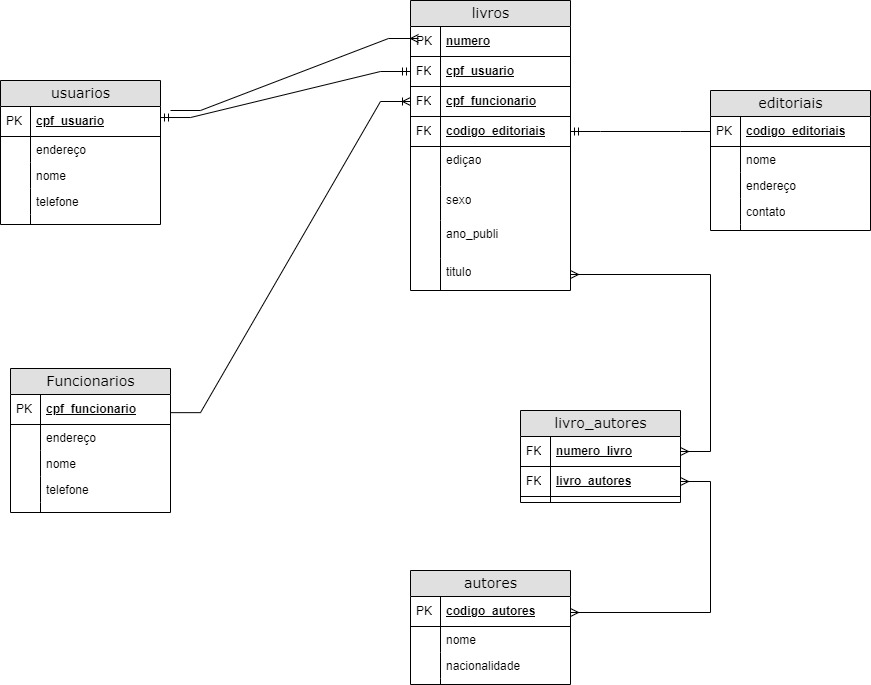 livros
PK numero
FK cpf_usuario
FK cpf_funcionario
FK codigo_editoriais
ediçao
sexo
ano_publi
titulo
usuarios
PK cpf_usuario
endereço
nome
telefone
editoriais
PK codigo_editoriais
nome
endereço
contato
Funcionarios
PK cpf_funcionario
endereço
nome
telefone
livro_autores
FK numero_livro
FK livro_autores
autores
PK codigo_autores
nome
nacionalidade